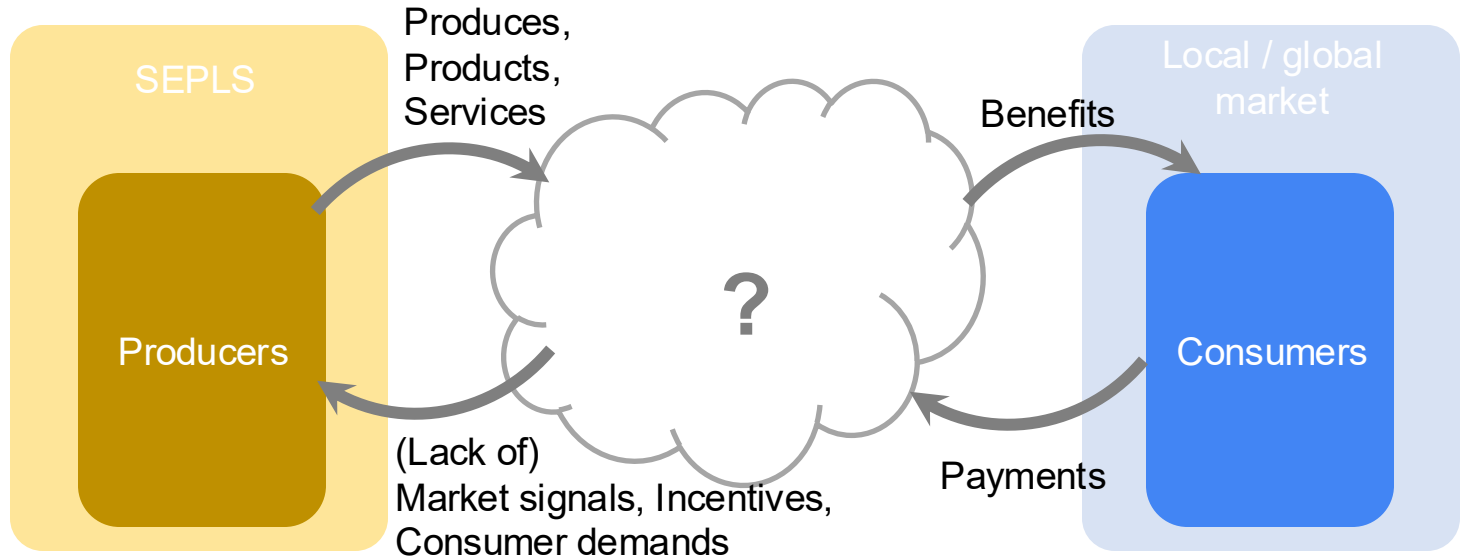 SEPLS
Producers
Produces,
Products,
Services
(Lack of)
Market signals, Incentives,
Consumer demands
?
Benefits
Payments
Local / global
market
Consumers